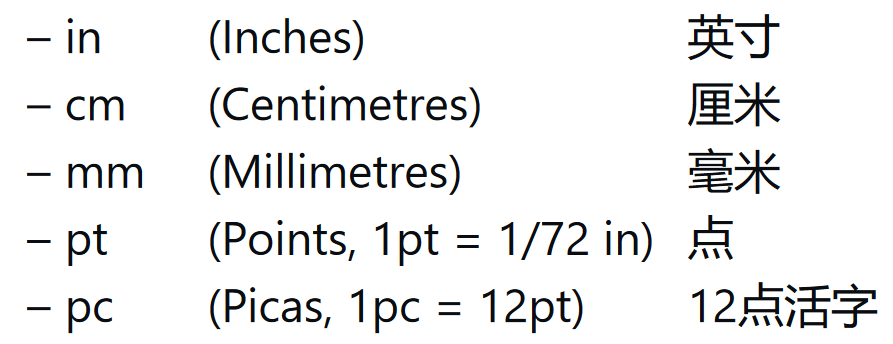 – in (Inches) 英寸
– cm (Centimetres) 厘米
– mm (Millimetres) 毫米
– pt (Points, 1pt = 1/72 in) 点
– pc (Picas, 1pc = 12pt) 12点活字